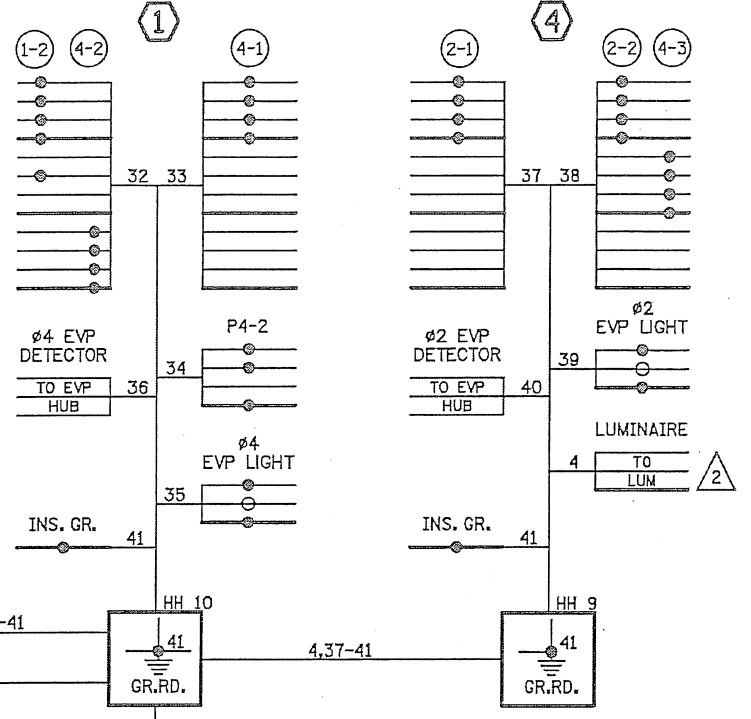 1
4
1-2 4-2
4-1
2-1
2-2 4-3
32 33
37 38
ø4 EVP
DETECTOR
TO EVP
HUB
36
P4-2
34
ø4
EVP LIGHT
35
INS. GR.
41
HH 10
-41
41
GR.RD.
4,37-41
ø2 EVP
DETECTOR
TO EVP
HUB
40
ø2
EVP LIGHT
39
LUMINAIRE
4
TO
LUM
2
INS. GR.
41
HH 9
41
GR.RD.